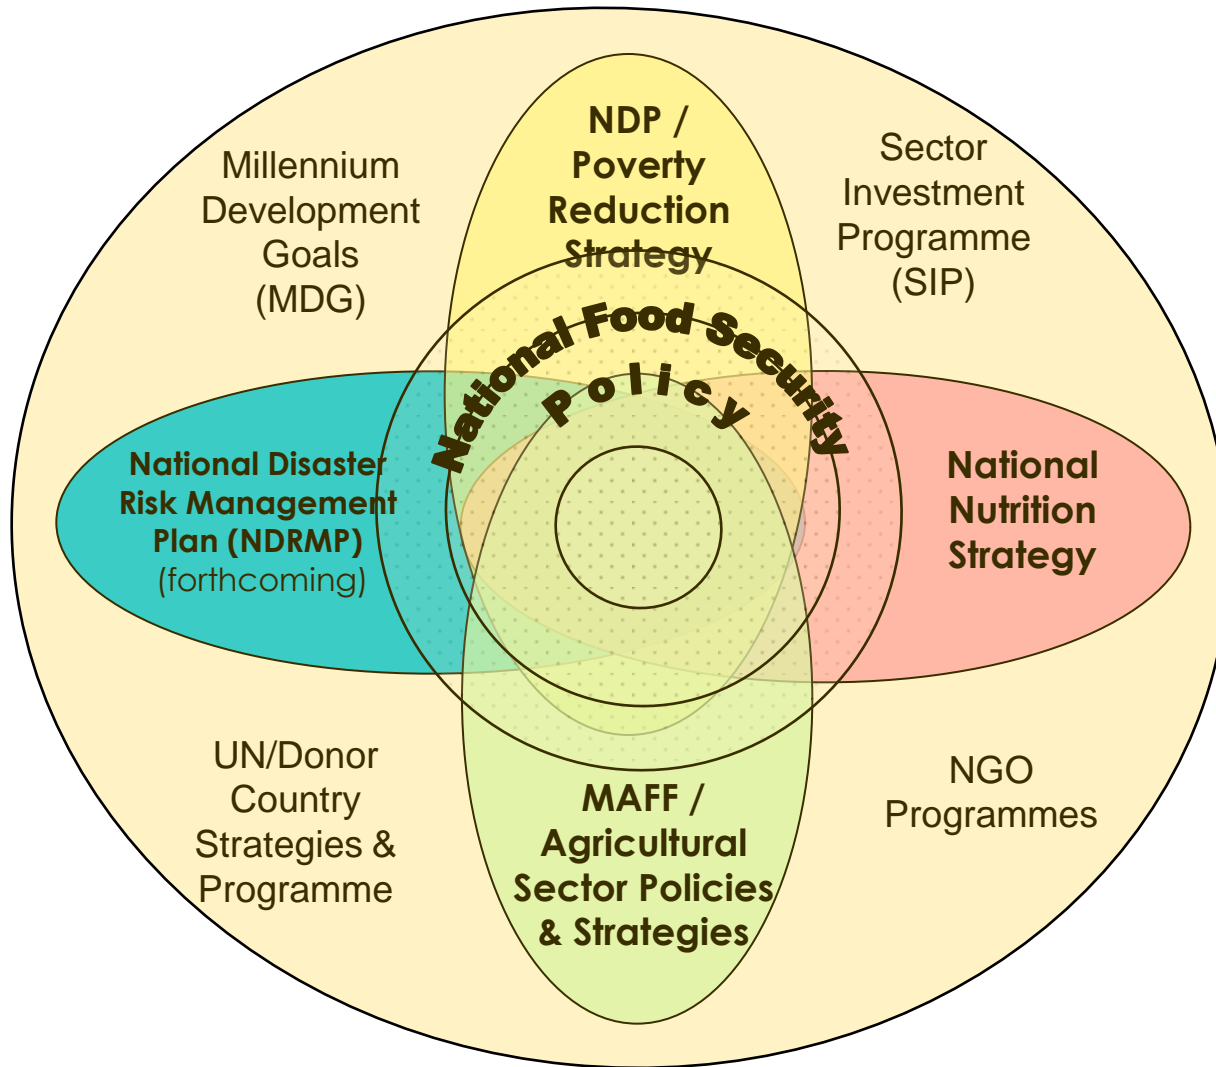 NDP /
Poverty
Reduction
Strategy
Millennium
Development
Goals
(MDG)
Sector
Investment
Programme
(SIP)
National Food Security
Policy
National Disaster
Risk Management
Plan (NDRMP)
(forthcoming)
National
Nutrition
Strategy
UN/Donor
Country
Strategies &
Programme
MAFF /
Agricultural
Sector Policies
& Strategies
NGO
Programmes